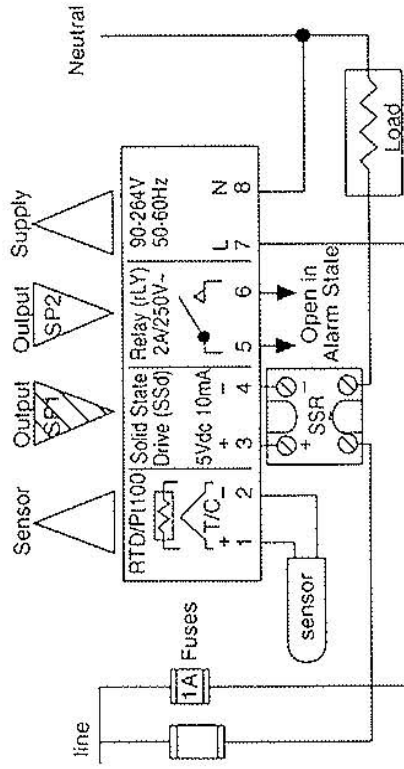 Sensor
Output
SP1
Output
SP2
Supply
Neutral
RTD/Pt100
T/C
+ −
1 2
Solid State
Drive (SSd)
5Vdc 10mA
+ −
3 4
Relay (rLY)
2A/250V~
5 6
90-264V
50-60Hz
L N
7 8
line
1A
Fuses
sensor
+ −
SSR
Open in
Alarm State
Load